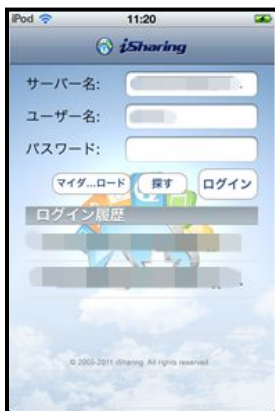 iPod 11:20
iSharing
サーバー名:
ユーザー名:
パスワード:
マイダ...ロード 探す ログイン
ログイン履歴
© 2005-2011 iSharing. All rights reserved.